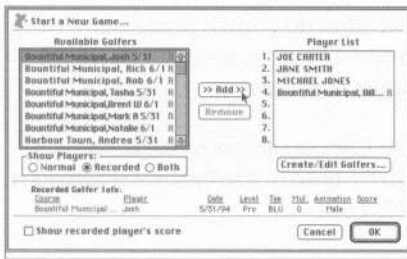 Start a New Game...
Available Golfers
Bountiful Municipal, Josh 5/31
Bountiful Municipal, Rich 6/1 R
Bountiful Municipal, Rob 6/1 R
Bountiful Municipal, Tasha 5/31 R
Bountiful Municipal, Brent W 6/1 R
Bountiful Municipal, Mark A 5/31 R
Bountiful Municipal, Natalie 6/1 R
Harbour Town, Andrea 5/31 R
>> Add >>
Remove
Player List
1. JOE CARTER
2. JANE SMITH
3. MICHAEL JONES
4. Bountiful Municipal, Bill... R
5.
6.
7.
8.
Show Players:
Normal Recorded Both
Create/Edit Golfers...
Recorded Golfer Info:
Course Player Date Level Tee Mul. Animation Score
Bountiful Municipal ... Josh 5/31/94 Pro BLU 0 Male
Show recorded player's score
Cancel OK